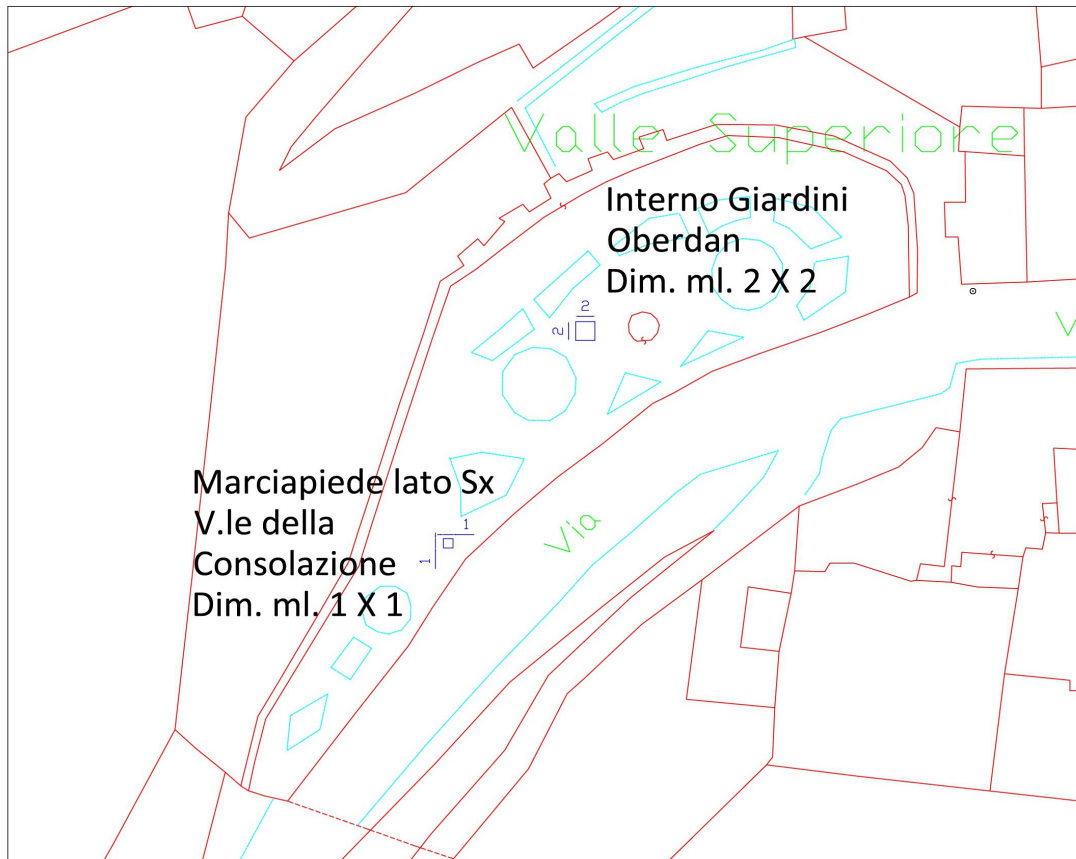 Valle Superiore
Interno Giardini
Oberdan
Dim. ml. 2 X 2
2
2
V
Marciapiede lato Sx
V.le della
Consolazione
Dim. ml. 1 X 1
1
1
Via